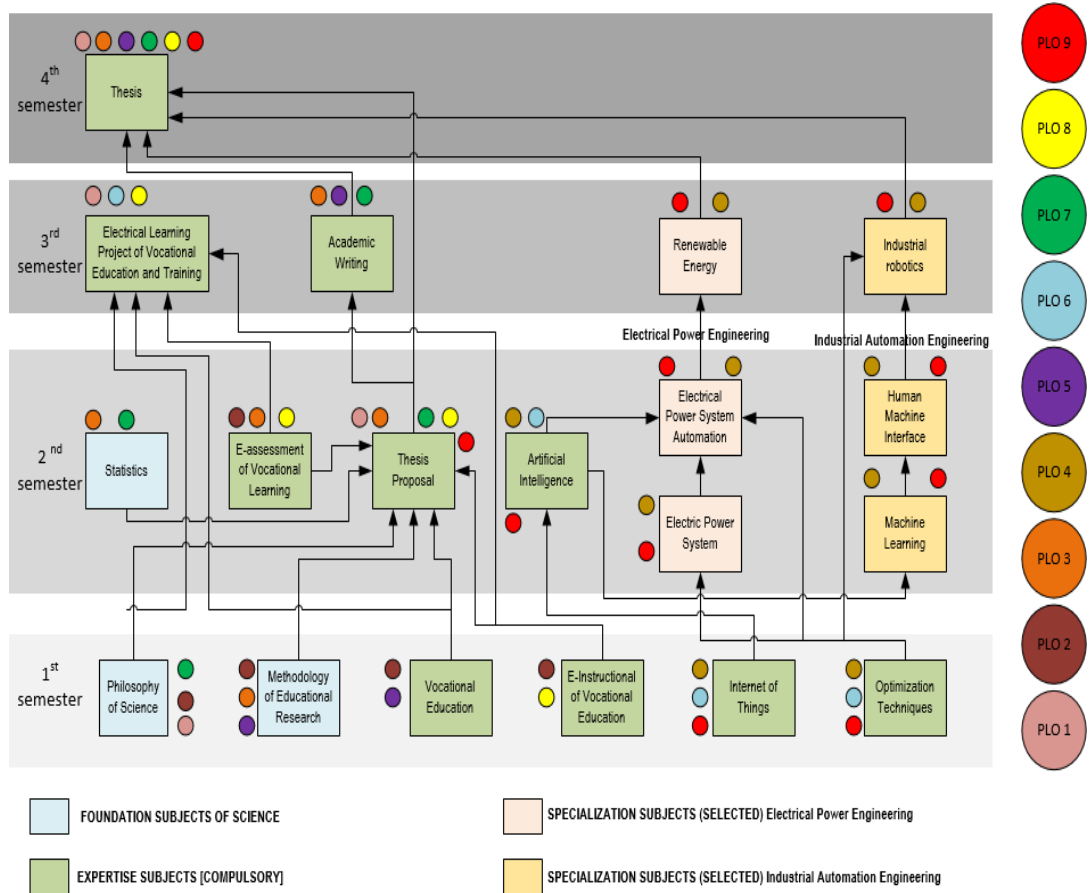 4th
semester
Thesis
3rd
semester
Electrical Learning
Project of Vocational
Education and Training
Academic
Writing
Renewable
Energy
Industrial
robotics
Electrical Power Engineering
Industrial Automation Engineering
2nd
semester
Statistics
E-assessment
of Vocational
Learning
Thesis
Proposal
Artificial
Intelligence
Electrical
Power System
Automation
Human
Machine
Interface
Electric Power
System
Machine
Learning
1st
semester
Philosophy
of Science
Methodology
of Educational
Research
Vocational
Education
E-Instructional
of Vocational
Education
Internet of
Things
Optimization
Techniques
PLO 9
PLO 8
PLO 7
PLO 6
PLO 5
PLO 4
PLO 3
PLO 2
PLO 1
FOUNDATION SUBJECTS OF SCIENCE
SPECIALIZATION SUBJECTS (SELECTED) Electrical Power Engineering
EXPERTISE SUBJECTS [COMPULSORY]
SPECIALIZATION SUBJECTS (SELECTED) Industrial Automation Engineering